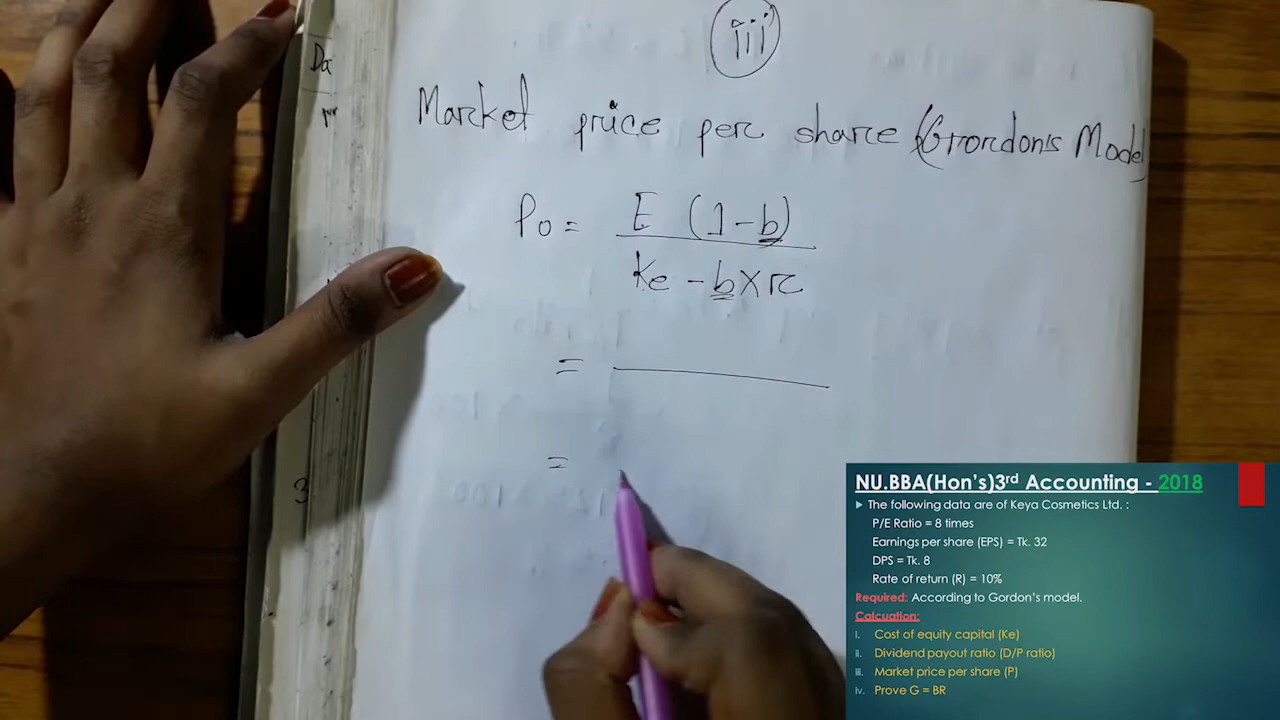 Da
r
iii
Market price per share (Grordon's Model)
Po = E (1-b)
Ke - b×r
=
=
3
NU.BBA(Hon's)3rd Accounting - 2018
The following data are of Keya Cosmetics Ltd. :
P/E Ratio = 8 times
Earnings per share (EPS) = Tk. 32
DPS = Tk. 8
Rate of return (R) = 10%
Required: According to Gordon's model.
Calcuation:
i. Cost of equity capital (Ke)
ii. Dividend payout ratio (D/P ratio)
iii. Market price per share (P)
iv. Prove G = BR